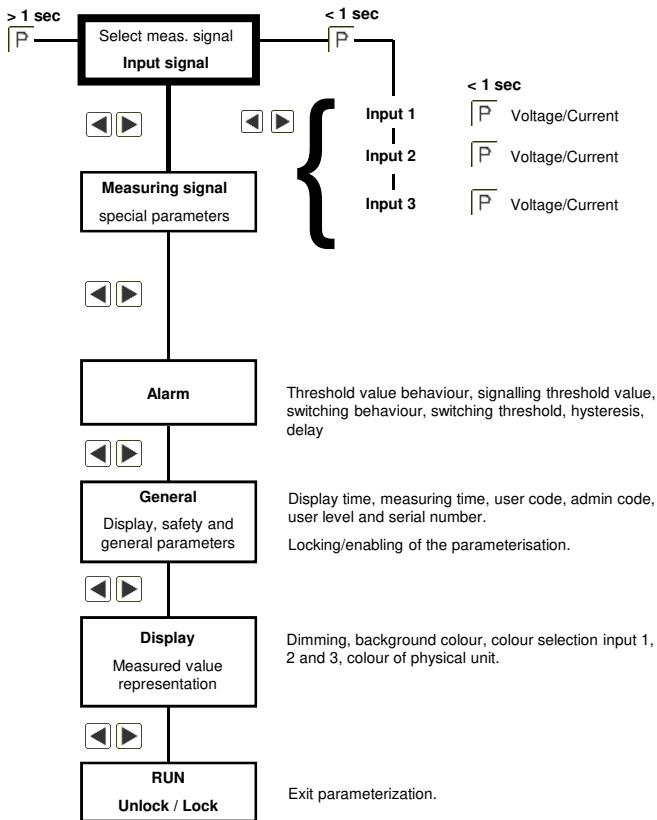 > 1 sec
P
Select meas. signal
Input signal
< 1 sec
P
< 1 sec
Input 1
P Voltage/Current
Input 2
P Voltage/Current
Input 3
P Voltage/Current
Measuring signal
special parameters
Alarm
Threshold value behaviour, signalling threshold value,
switching behaviour, switching threshold, hysteresis,
delay
General
Display, safety and
general parameters
Display time, measuring time, user code, admin code,
user level and serial number.
Locking/enabling of the parameterisation.
Display
Measured value
representation
Dimming, background colour, colour selection input 1,
2 and 3, colour of physical unit.
RUN
Unlock / Lock
Exit parameterization.